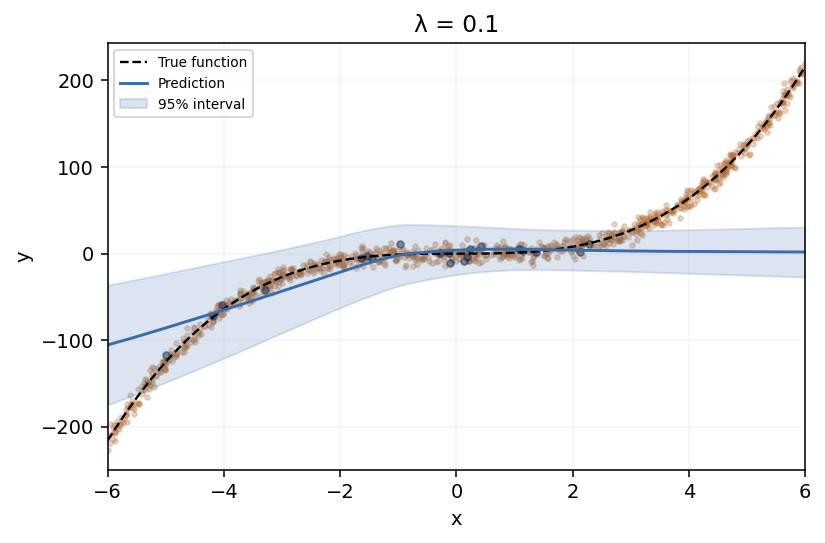 λ = 0.1
True function
Prediction
95% interval
200
100
0
−100
−200
y
−6
−4
−2
0
2
4
6
x